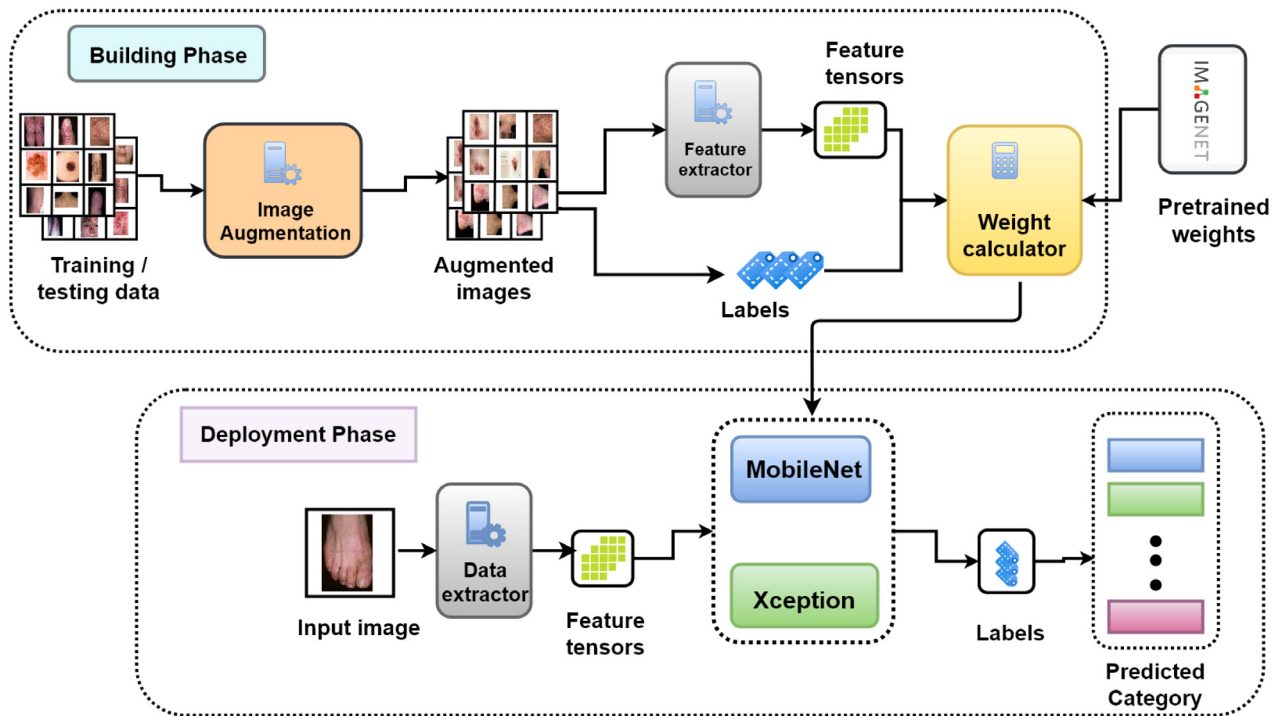 Building Phase
Feature
tensors
IMAGENET
Feature
extractor
Image
Augmentation
Weight
calculator
Pretrained
weights
Training /
testing data
Augmented
images
Labels
Deployment Phase
MobileNet
Data
extractor
Xception
Input image
Feature
tensors
Labels
Predicted
Category